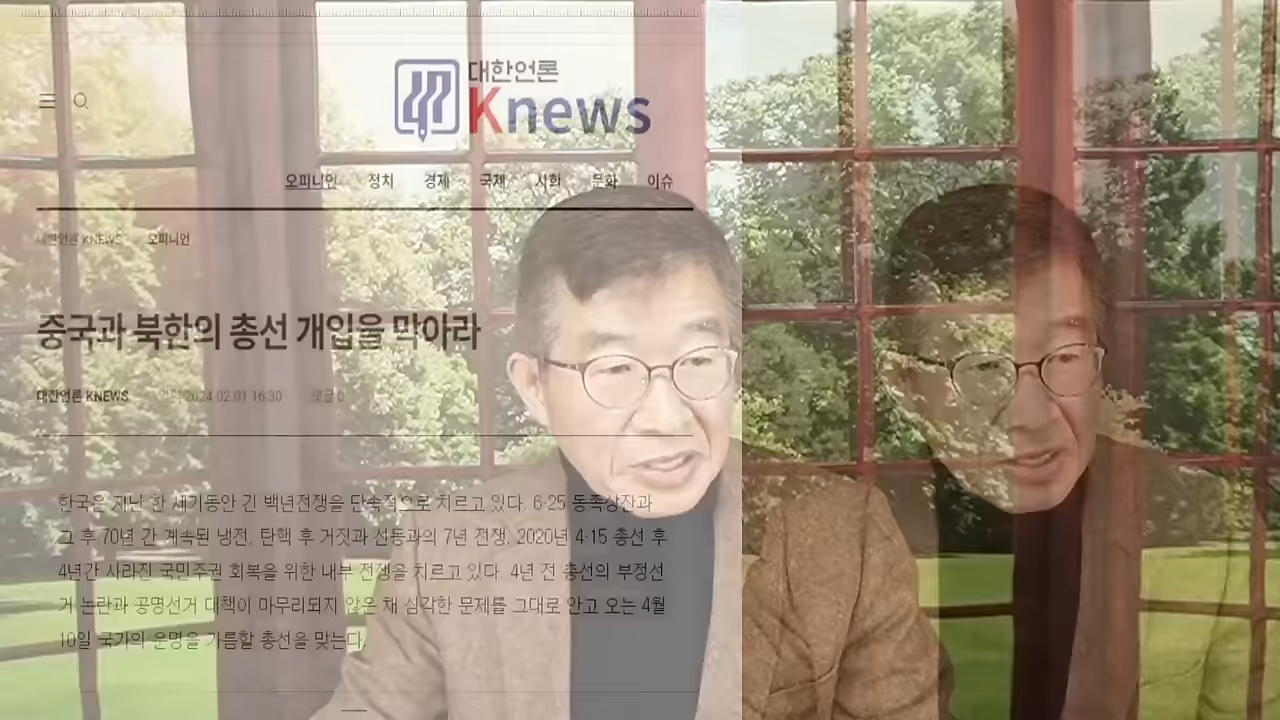 대한언론
Knews
오피니언 정치 경제 국제 사회 문화 이슈
대한언론 KNEWS 오피니언
중국과 북한의 총선 개입을 막아라
대한언론 KNEWS 입력 2024.02.01 16:30 댓글 0
한국은 지난 한 세기동안 긴 백년전쟁을 단속적으로 치르고 있다. 6·25 동족상잔과
그 후 70년 간 계속된 냉전, 탄핵 후 거짓과 선동과의 7년 전쟁, 2020년 4·15 총선 후
4년간 사라진 국민주권 회복을 위한 내부 전쟁을 치르고 있다. 4년 전 총선의 부정선
거 논란과 공명선거 대책이 마무리되지 않은 채 심각한 문제를 그대로 안고 오는 4월
10일 국가의 운명을 가름할 총선을 맞는다.